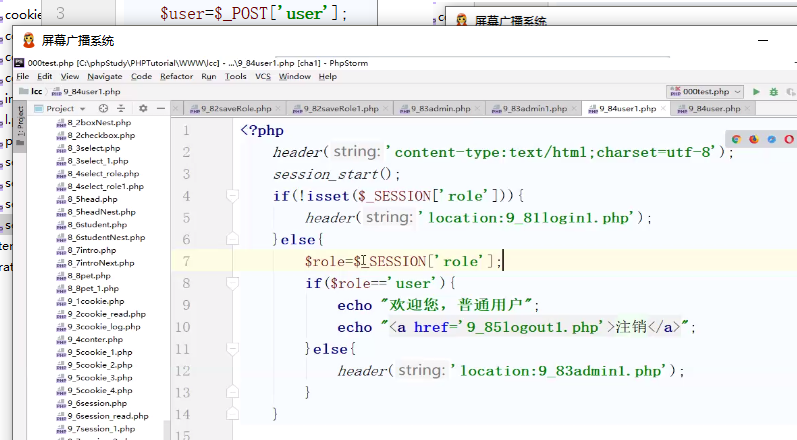 cookie
3 $user=$_POST['user'];
屏幕广播系统
屏幕广播系统
000test.php [C:\phpStudy\PHPTutorial\WWW\lcc] - ...\9_84user1.php [cha1] - PhpStorm
File Edit View Navigate Code Refactor Run Tools VCS Window Help
lcc 9_84user1.php 000test.php
Project 9_82saveRole.php 9_82saveRole1.php 9_83admin.php 9_83admin1.php 9_84user1.php 9_84user.php
1: Project
8_2boxNest.php
8_2checkbox.php
8_3select.php
8_3select_1.php
8_4select_role.php
8_4select_role1.php
8_5head.php
8_5headNest.php
8_6student.php
8_6studentNest.php
8_7intro.php
8_7introNext.php
8_8pet.php
8_8pet_1.php
9_1cookie.php
9_2cookie_read.php
9_3cookie_log.php
9_4conter.php
9_5cookie_1.php
9_5cookie_2.php
9_5cookie_3.php
9_5cookie_4.php
9_6session.php
9_6session_read.php
9_7session_1.php
1 <?php
2 header( string: 'content-type:text/html;charset=utf-8');
3 session_start();
4 if(!isset($_SESSION['role'])){
5 header( string: 'location:9_81login1.php');
6 }else{
7 $role=$_SESSION['role'];
8 if($role=='user'){
9 echo "欢迎您，普通用户";
10 echo "<a href='9_85logout1.php'>注销</a>";
11 }else{
12 header( string: 'location:9_83admin1.php');
13 }
14 }
15